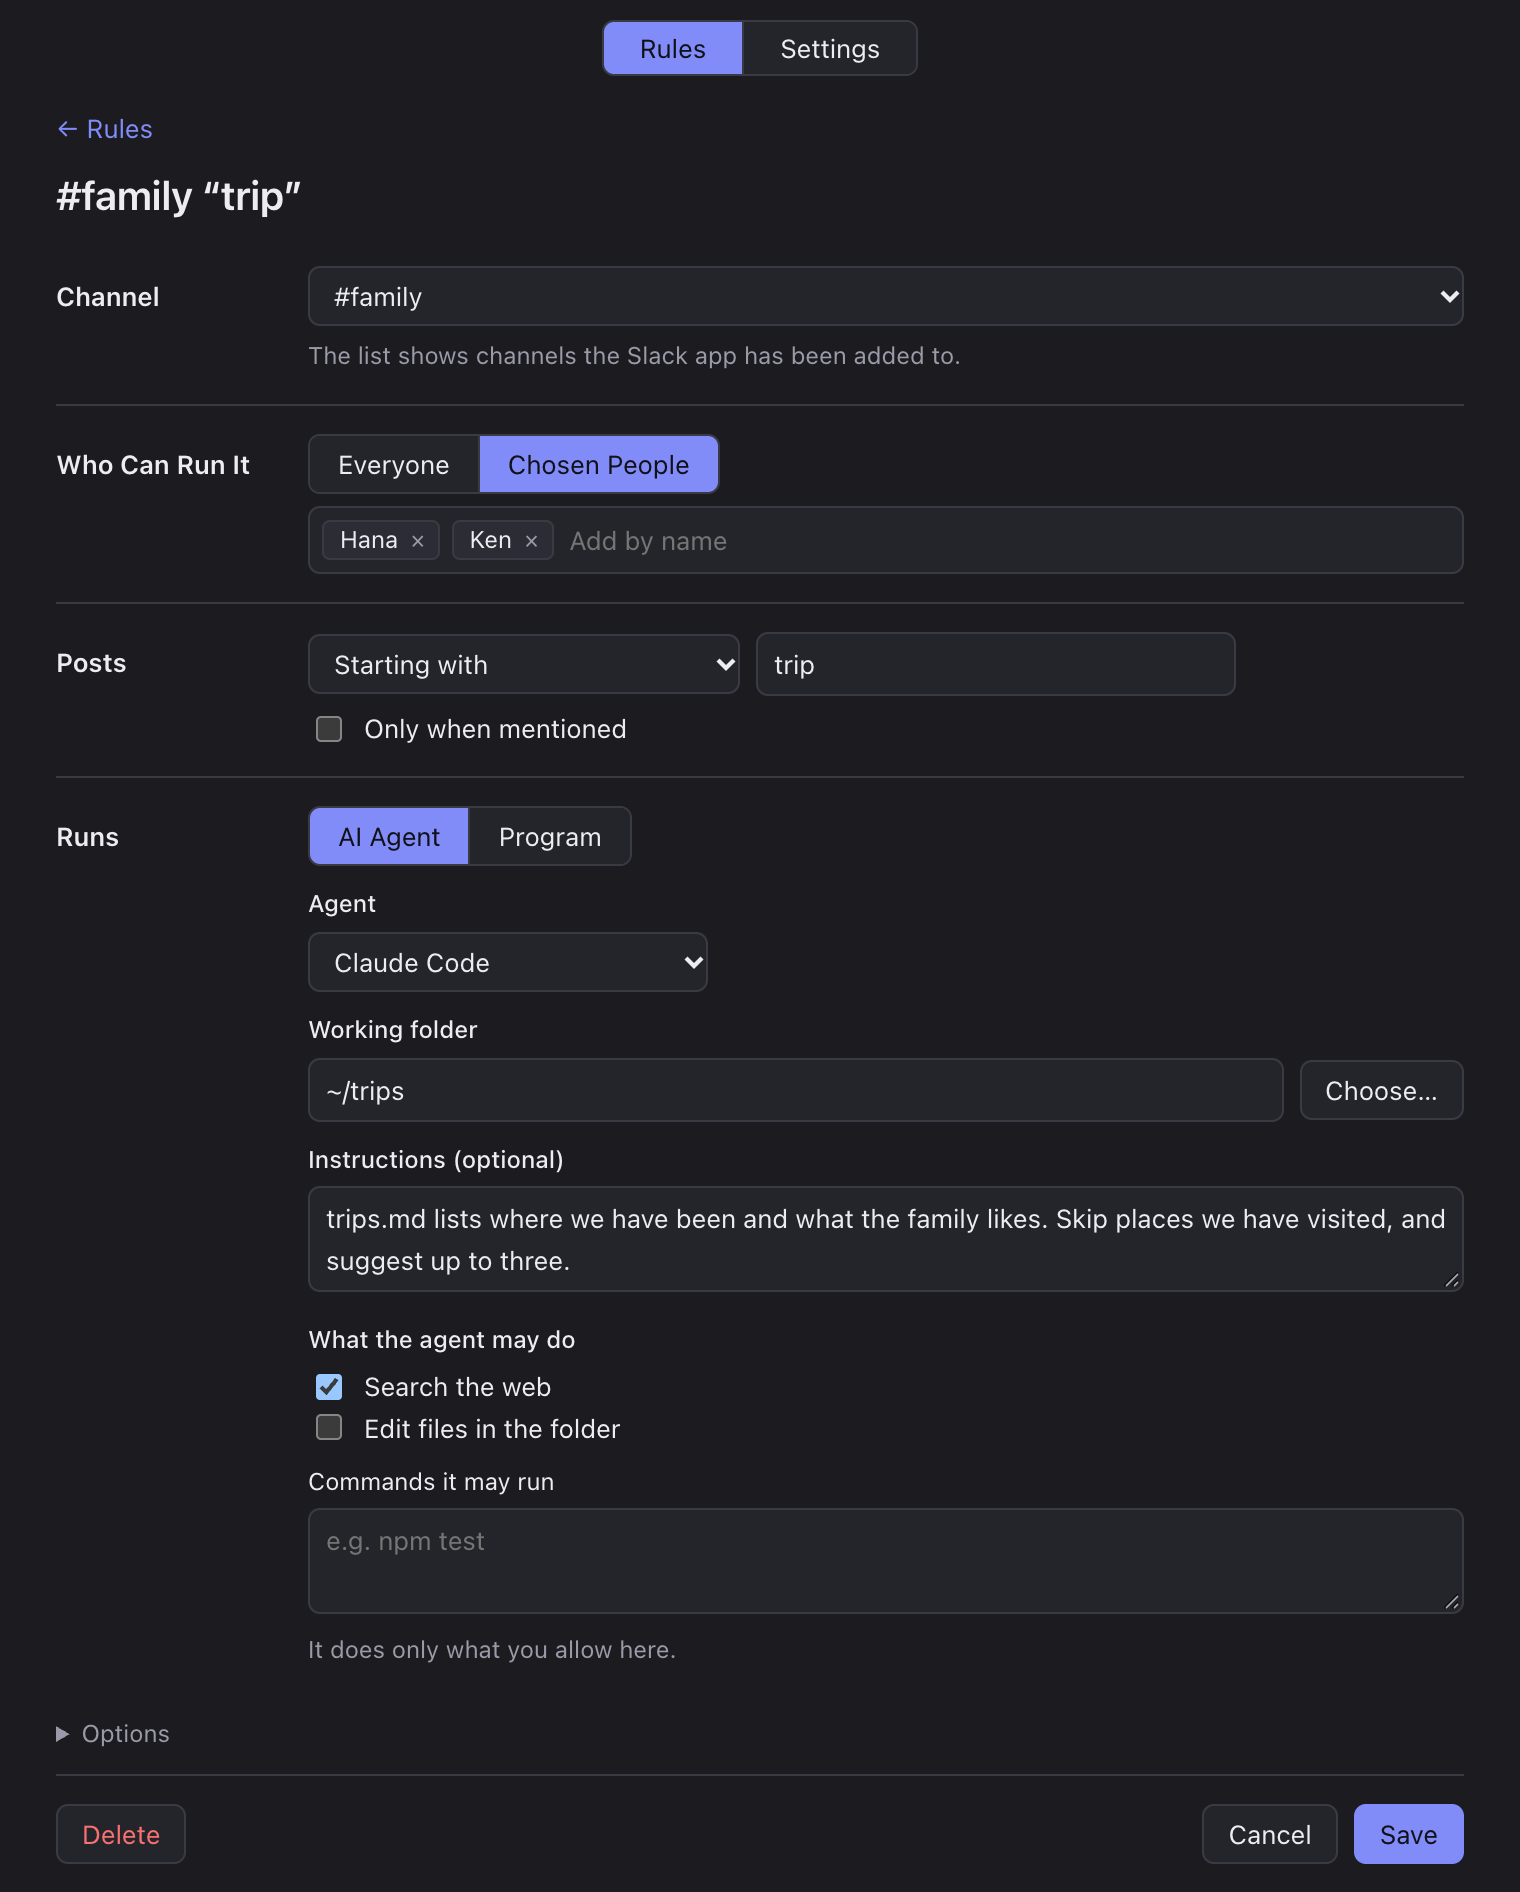 Rules Settings
← Rules
#family “trip”
Channel #family
The list shows channels the Slack app has been added to.
Who Can Run It Everyone Chosen People
Hana × Ken × Add by name
Posts Starting with trip
Only when mentioned
Runs AI Agent Program
Agent
Claude Code
Working folder
~/trips Choose...
Instructions (optional)
trips.md lists where we have been and what the family likes. Skip places we have visited, and
suggest up to three.
What the agent may do
Search the web
Edit files in the folder
Commands it may run
e.g. npm test
It does only what you allow here.
Options
Delete Cancel Save